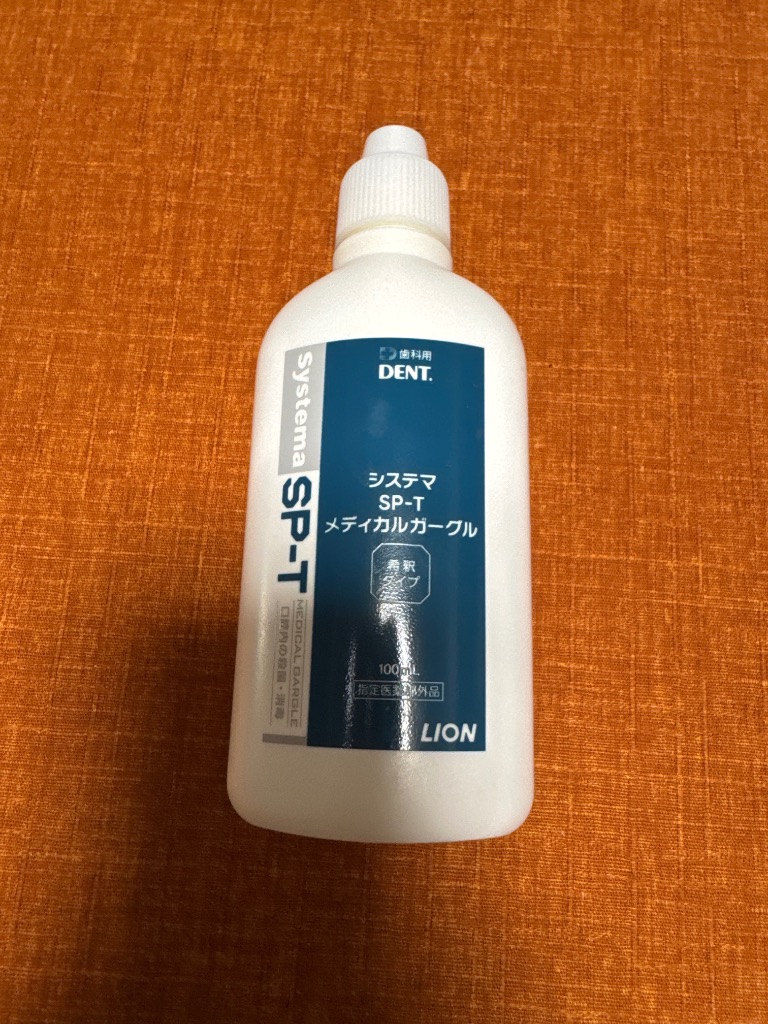 歯科用
DENT.
システマ
SP-T
メディカルガーグル
希釈
タイプ
100mL
指定医薬部外品
LION
Systema
SP-T
MEDICAL GARGLE
口腔内の殺菌・消毒